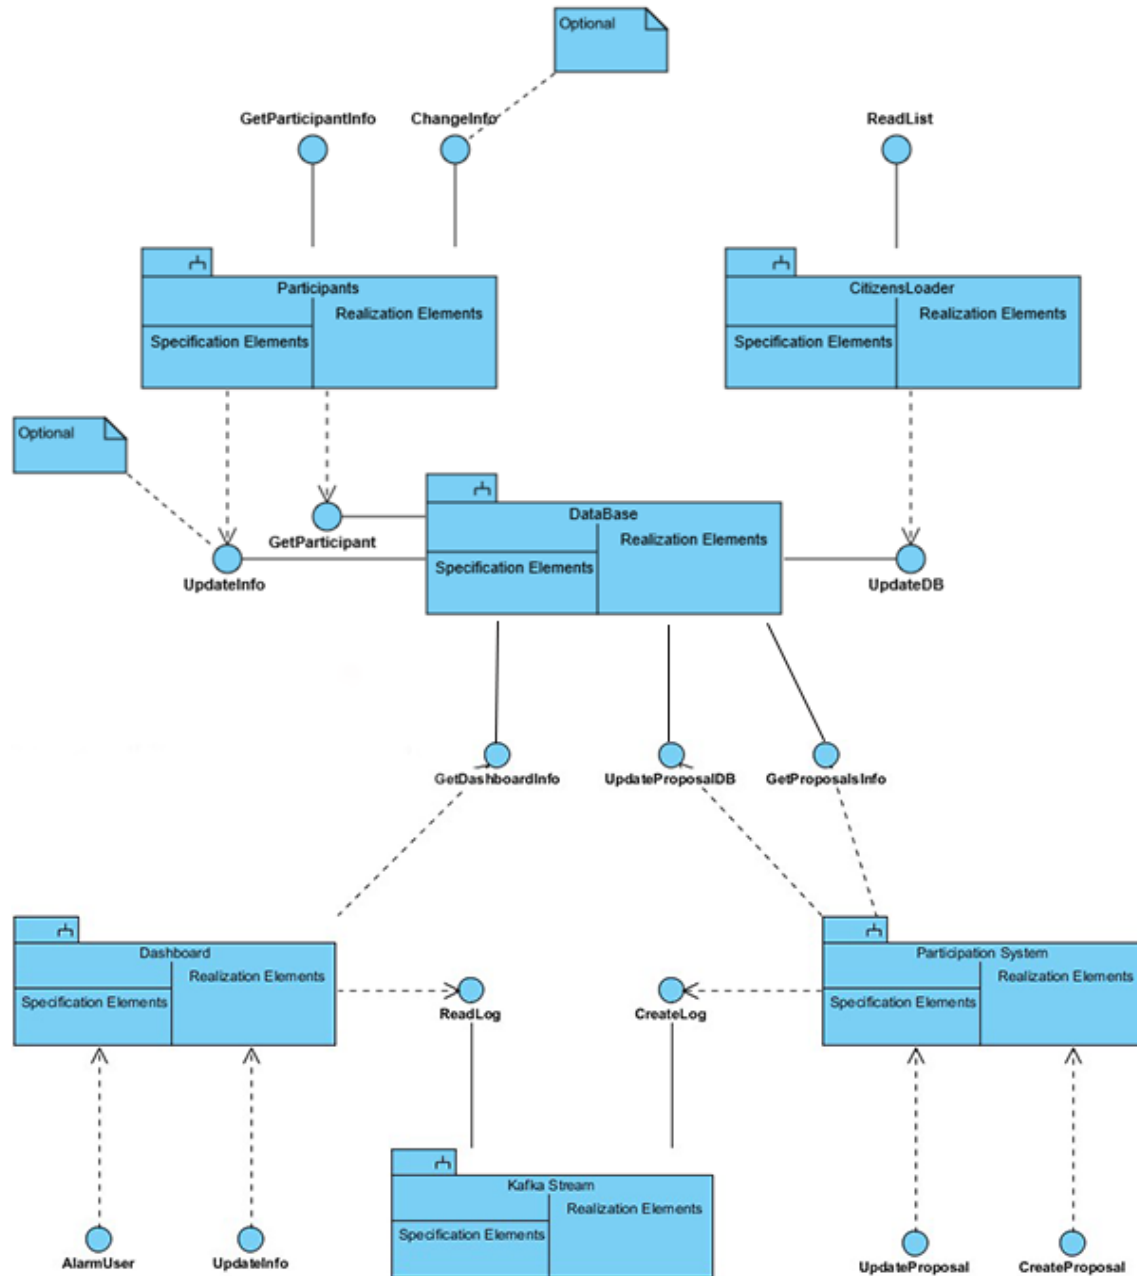 Optional
GetParticipantInfo
ChangeInfo
ReadList
Participants
Realization Elements
Specification Elements
CitizensLoader
Realization Elements
Specification Elements
Optional
DataBase
Realization Elements
Specification Elements
GetParticipant
UpdateInfo
UpdateDB
GetDashboardInfo
UpdateProposalDB
GetProposalsInfo
Dashboard
Realization Elements
Specification Elements
Participation System
Realization Elements
Specification Elements
ReadLog
CreateLog
Kafka Stream
Realization Elements
Specification Elements
AlarmUser
UpdateInfo
UpdateProposal
CreateProposal